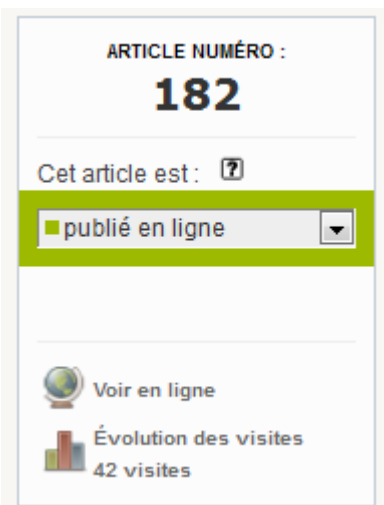 ARTICLE NUMÉRO :
182
Cet article est : ?
publié en ligne
Voir en ligne
Évolution des visites
42 visites